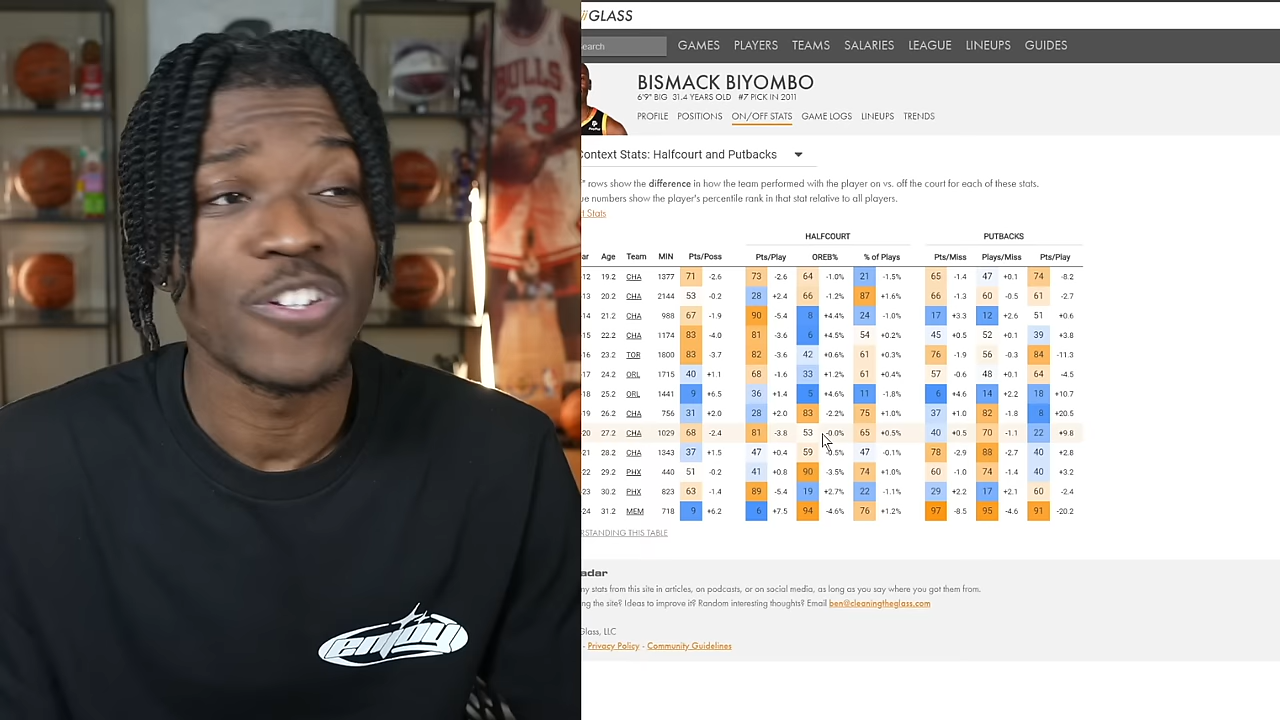 GLASS
earch GAMES PLAYERS TEAMS SALARIES LEAGUE LINEUPS GUIDES
BISMACK BIYOMBO
6'9" BIG 31.4 YEARS OLD #7 PICK IN 2011
PROFILE POSITIONS ON/OFF STATS GAME LOGS LINEUPS TRENDS
Context Stats: Halfcourt and Putbacks
" rows show the difference in how the team performed with the player on vs. off the court for each of these stats.
ue numbers show the player's percentile rank in that stat relative to all players.
t Stats
HALFCOURT PUTBACKS
ar Age Team MIN Pts/Poss Pts/Play OREB% % of Plays Pts/Miss Plays/Miss Pts/Play
12 19.2 CHA 1377 71 -2.6 73 -2.6 64 -1.0% 21 -1.5% 65 -1.4 47 +0.1 74 -8.2
13 20.2 CHA 2144 53 -0.2 28 +2.4 66 -1.2% 87 +1.6% 66 -1.3 60 -0.5 61 -2.7
14 21.2 CHA 988 67 -1.9 90 -5.4 8 +4.4% 24 -1.0% 17 +3.3 12 +2.6 51 +0.6
15 22.2 CHA 1174 83 -4.0 81 -3.6 6 +4.5% 54 +0.2% 45 +0.5 52 +0.1 39 +3.8
16 23.2 TOR 1800 83 -3.7 82 -3.6 42 +0.6% 61 +0.3% 76 -1.9 56 -0.3 84 -11.3
17 24.2 ORL 1715 40 +1.1 68 -1.6 33 +1.2% 61 +0.4% 57 -0.6 48 +0.1 64 -4.5
18 25.2 ORL 1441 9 +6.5 36 +1.4 5 +4.6% 11 -1.8% 6 +4.6 14 +2.2 18 +10.7
19 26.2 CHA 756 31 +2.0 28 +2.0 83 -2.2% 75 +1.0% 37 +1.0 82 -1.8 8 +20.5
20 27.2 CHA 1029 68 -2.4 81 -3.8 53 -0.0% 65 +0.5% 40 +0.5 70 -1.1 22 +9.8
21 28.2 CHA 1343 37 +1.5 47 +0.4 59 -0.5% 47 -0.1% 78 -2.9 88 -2.7 40 +2.8
22 29.2 PHX 440 51 -0.2 41 +0.8 90 -3.5% 74 +1.0% 60 -1.0 74 -1.4 40 +3.2
23 30.2 PHX 823 63 -1.4 89 -5.4 19 +2.7% 22 -1.1% 29 +2.2 17 +2.1 60 -2.4
24 31.2 MEM 718 9 +6.2 6 +7.5 94 -4.6% 76 +1.2% 97 -8.5 95 -4.6 91 -20.2
RSTANDING THIS TABLE
adar
ny stats from this site in articles, on podcasts, or on social media, as long as you say where you got them from.
ng the site? Ideas to improve it? Random interesting thoughts? Email ben@cleaningtheglass.com
Glass, LLC
- Privacy Policy - Community Guidelines
BULLS
23
enjoy